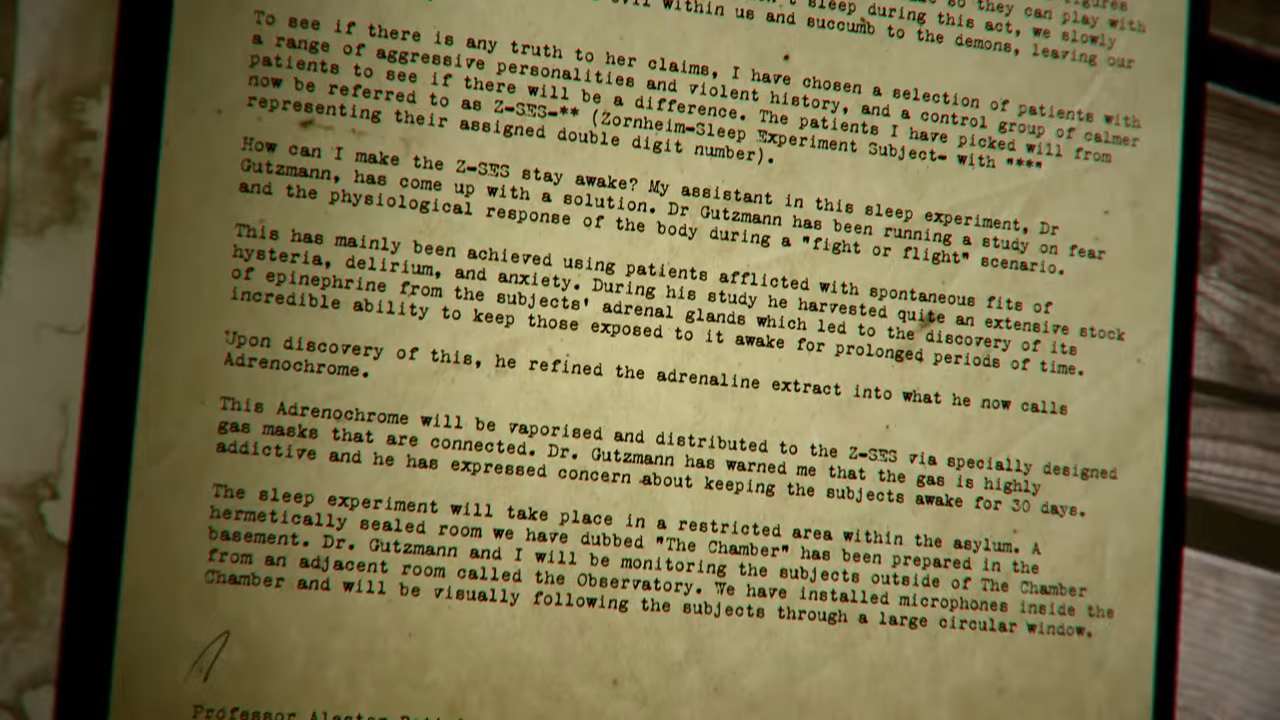 sleep during this act, we slowly
so they can play with
within us and succumb to the demons, leaving our
To see if there is any truth to her claims, I have chosen a selection of patients with
a range of aggressive personalities and violent history, and a control group of calmer
patients to see if there will be a difference. The patients I have picked will from
now be referred to as Z-SES-** (Zornheim-Sleep Experiment Subject- with "**"
representing their assigned double digit number).
How can I make the Z-SES stay awake? My assistant in this sleep experiment, Dr
Gutzmann, has come up with a solution. Dr Gutzmann has been running a study on fear
and the physiological response of the body during a "fight or flight" scenario.
This has mainly been achieved using patients afflicted with spontaneous fits of
hysteria, delirium, and anxiety. During his study he harvested quite an extensive stock
of epinephrine from the subjects' adrenal glands which led to the discovery of its
incredible ability to keep those exposed to it awake for prolonged periods of time.
Upon discovery of this, he refined the adrenaline extract into what he now calls
Adrenochrome.
This Adrenochrome will be vaporised and distributed to the Z-SES via specially designed
gas masks that are connected. Dr. Gutzmann has warned me that the gas is highly
addictive and he has expressed concern about keeping the subjects awake for 30 days.
The sleep experiment will take place in a restricted area within the asylum. A
hermetically sealed room we have dubbed "The Chamber" has been prepared in the
basement. Dr. Gutzmann and I will be monitoring the subjects outside of The Chamber
from an adjacent room called the Observatory. We have installed microphones inside the
Chamber and will be visually following the subjects through a large circular window.
Professor